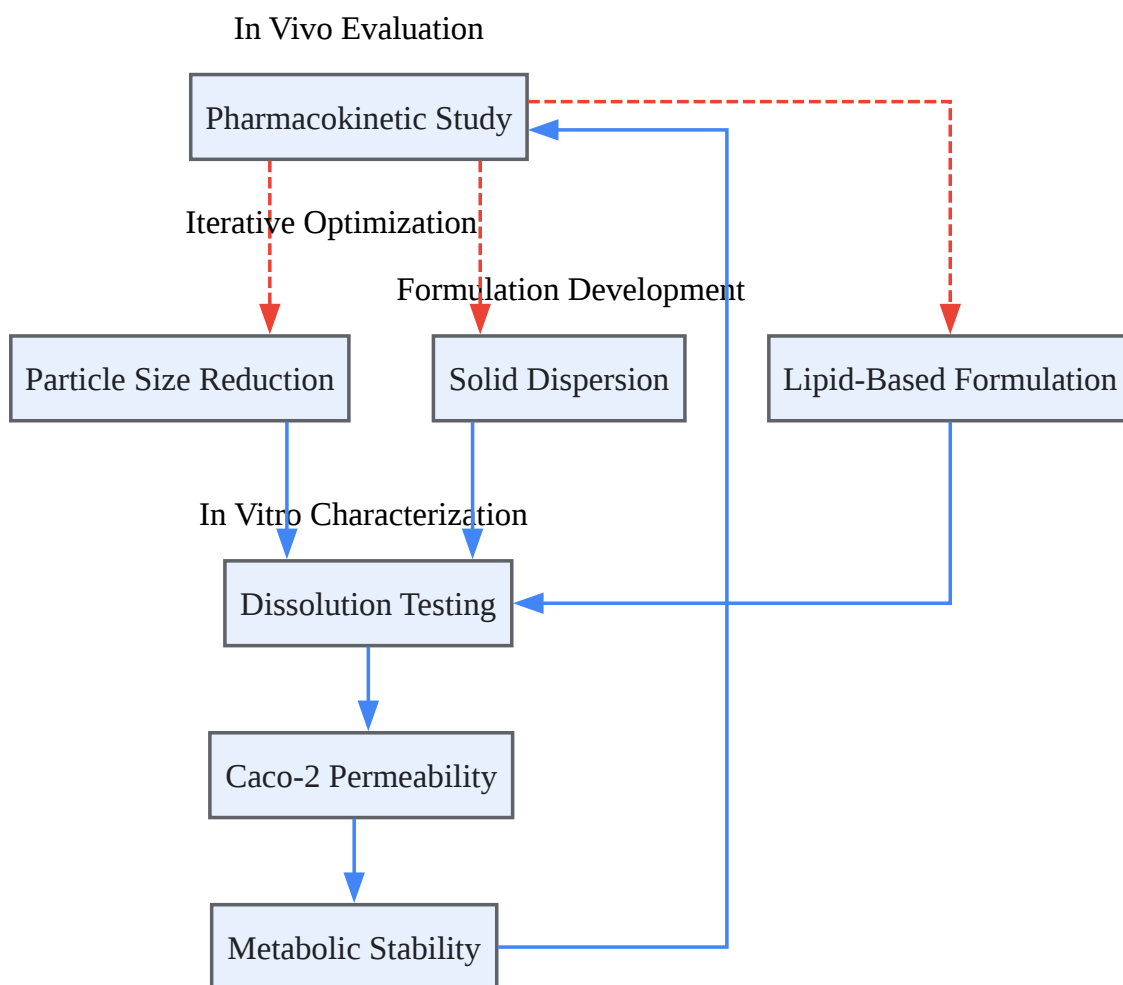 In Vivo Evaluation
Pharmacokinetic Study
Iterative Optimization
Formulation Development
Particle Size Reduction
Solid Dispersion
Lipid-Based Formulation
In Vitro Characterization
Dissolution Testing
Caco-2 Permeability
Metabolic Stability